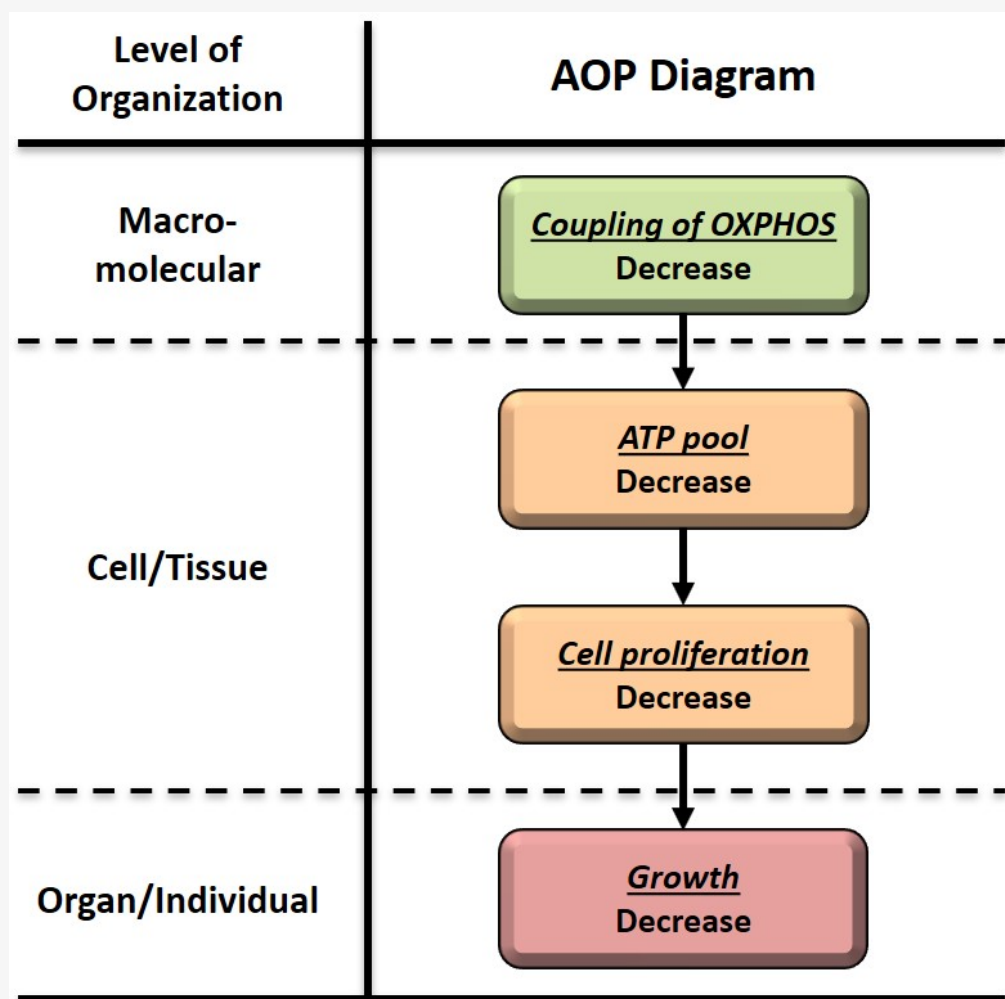 Level of
Organization
AOP Diagram
Macro-
molecular
Coupling of OXPHOS
Decrease
Cell/Tissue
ATP pool
Decrease
Cell proliferation
Decrease
Organ/Individual
Growth
Decrease